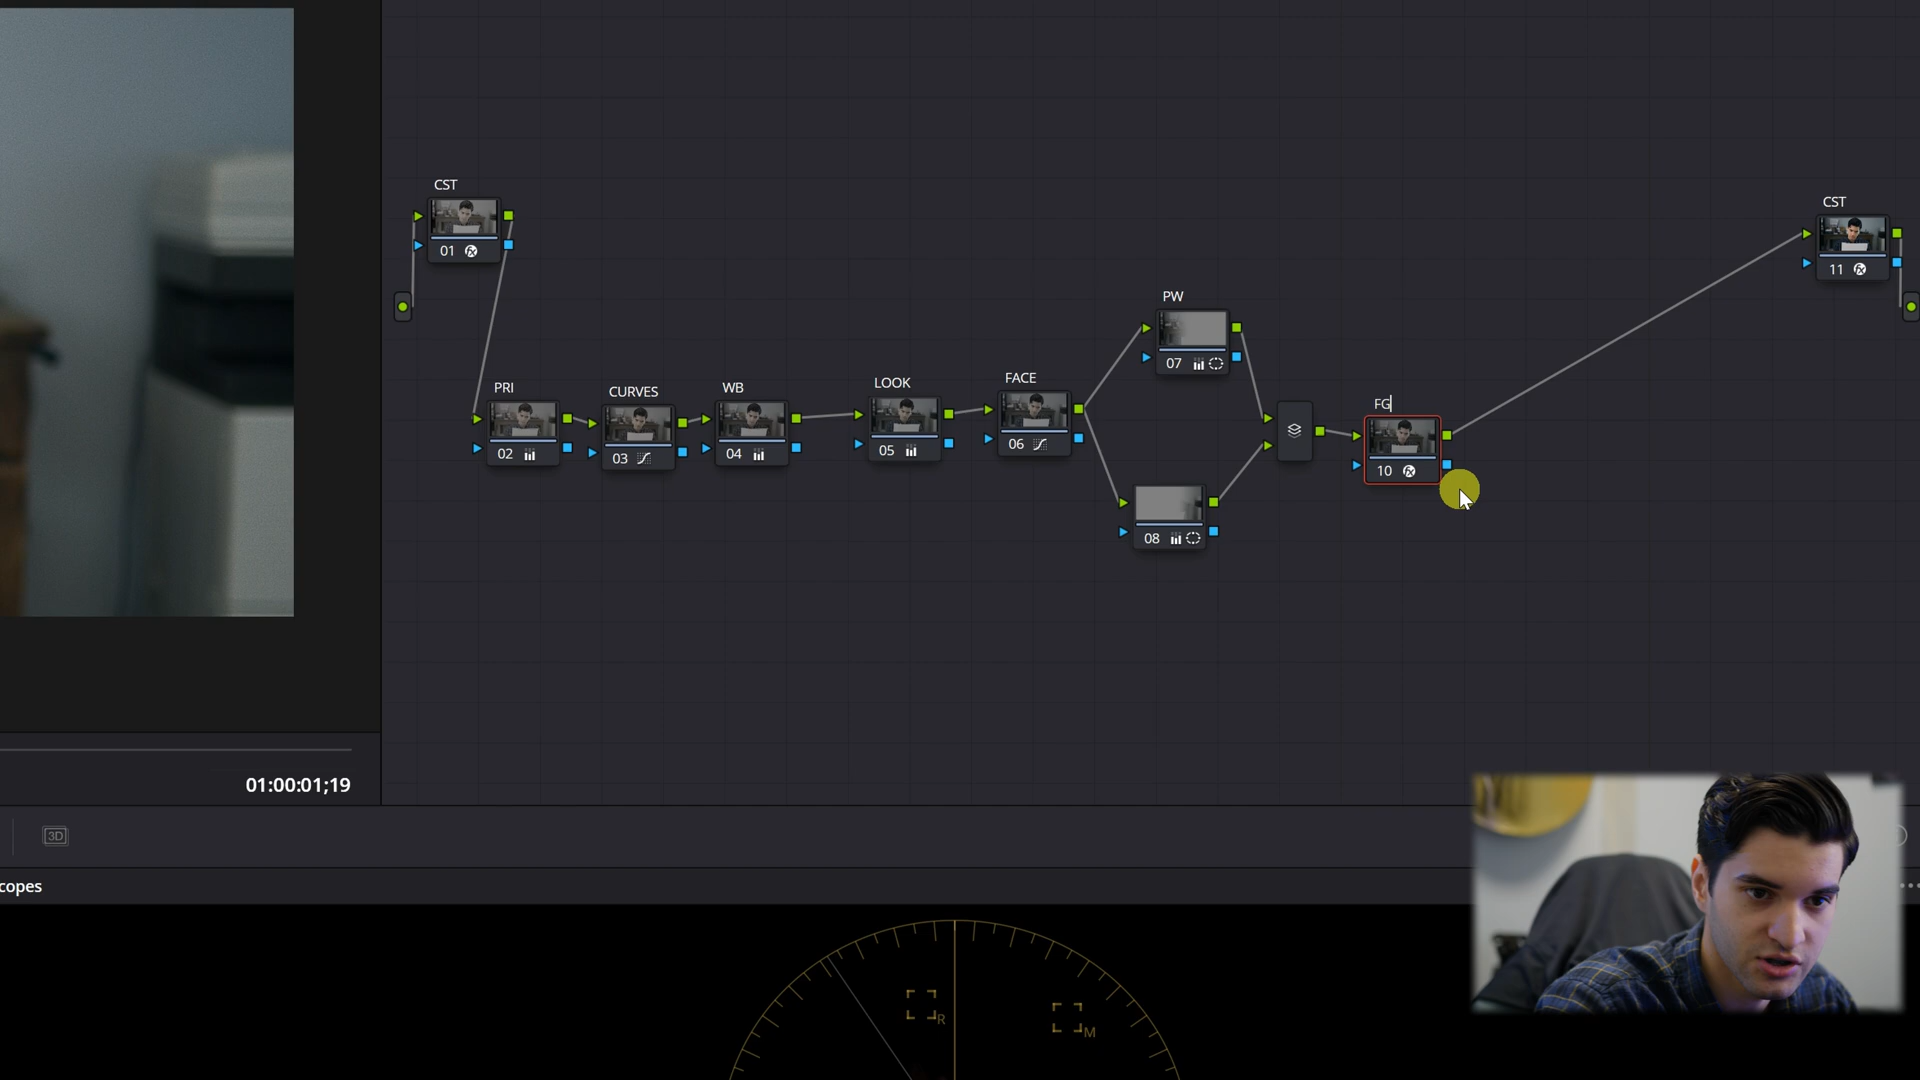 CST
01
CST
11
PW
07
PRI
02
CURVES
03
WB
04
LOOK
05
FACE
06
08
FG
10
01:00:01;19
3D
copes
R
M